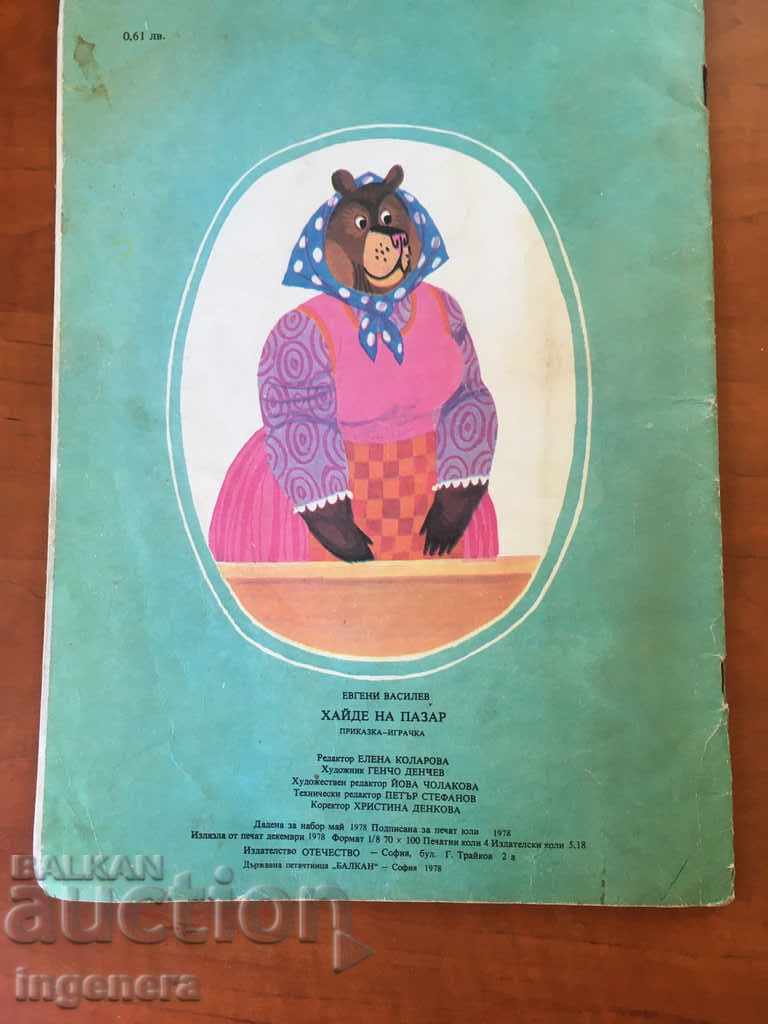 0,61 лв.
ЕВГЕНИ ВАСИЛЕВ
ХАЙДЕ НА ПАЗАР
ПРИКАЗКА–ИГРАЧКА
Редактор ЕЛЕНА КОЛАРОВА
Художник ГЕНЧО ДЕНЧЕВ
Художествен редактор ЙОВА ЧОЛАКОВА
Технически редактор ПЕТЪР СТЕФАНОВ
Коректор ХРИСТИНА ДЕНКОВА
Дадена за набор май 1978 Подписана за печат юли 1978
Излязла от печат декември 1978 Формат 1/8 70 × 100 Печатни коли 4 Издателски коли 5,18
Издателство ОТЕЧЕСТВО — София, бул. Г. Трайков 2 а
Държавна печатница „БАЛКАН" — София 1978
BALKAN
auction
ingenera